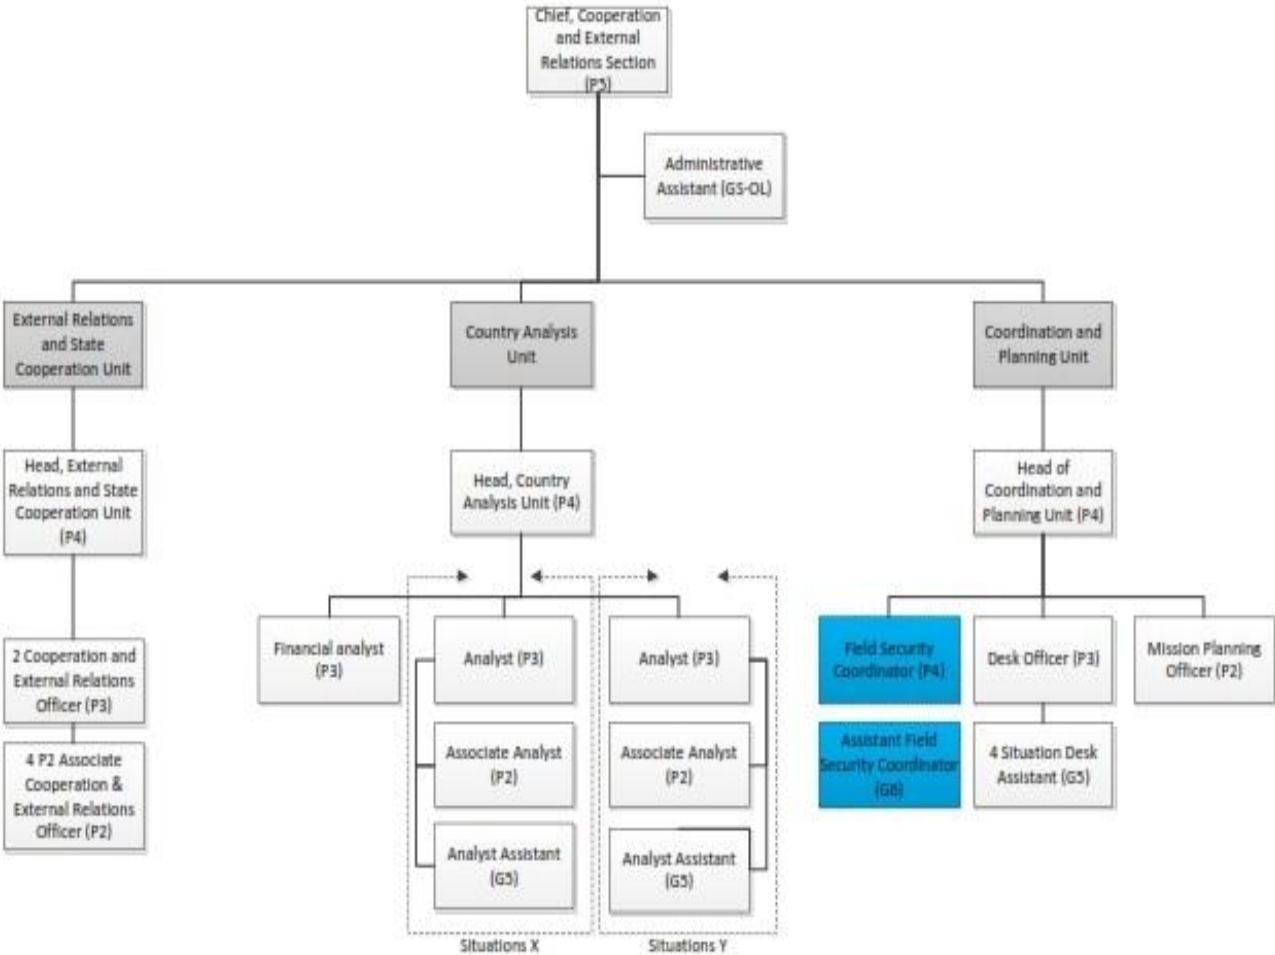 Chief, Cooperation
and External
Relations Section
(P5)
Administrative
Assistant (GS-OL)
External Relations
and State
Cooperation Unit
Country Analysis
Unit
Coordination and
Planning Unit
Head, External
Relations and State
Cooperation Unit
(P4)
Head, Country
Analysis Unit (P4)
Head of
Coordination and
Planning Unit (P4)
2 Cooperation and
External Relations
Officer (P3)
4 P2 Associate
Cooperation &
External Relations
Officer (P2)
Financial analyst
(P3)
Analyst (P3)
Associate Analyst
(P2)
Analyst Assistant
(G5)
Situations X
Analyst (P3)
Associate Analyst
(P2)
Analyst Assistant
(G5)
Situations Y
Field Security
Coordinator (P4)
Assistant Field
Security Coordinator
(G6)
Desk Officer (P3)
4 Situation Desk
Assistant (G5)
Mission Planning
Officer (P2)